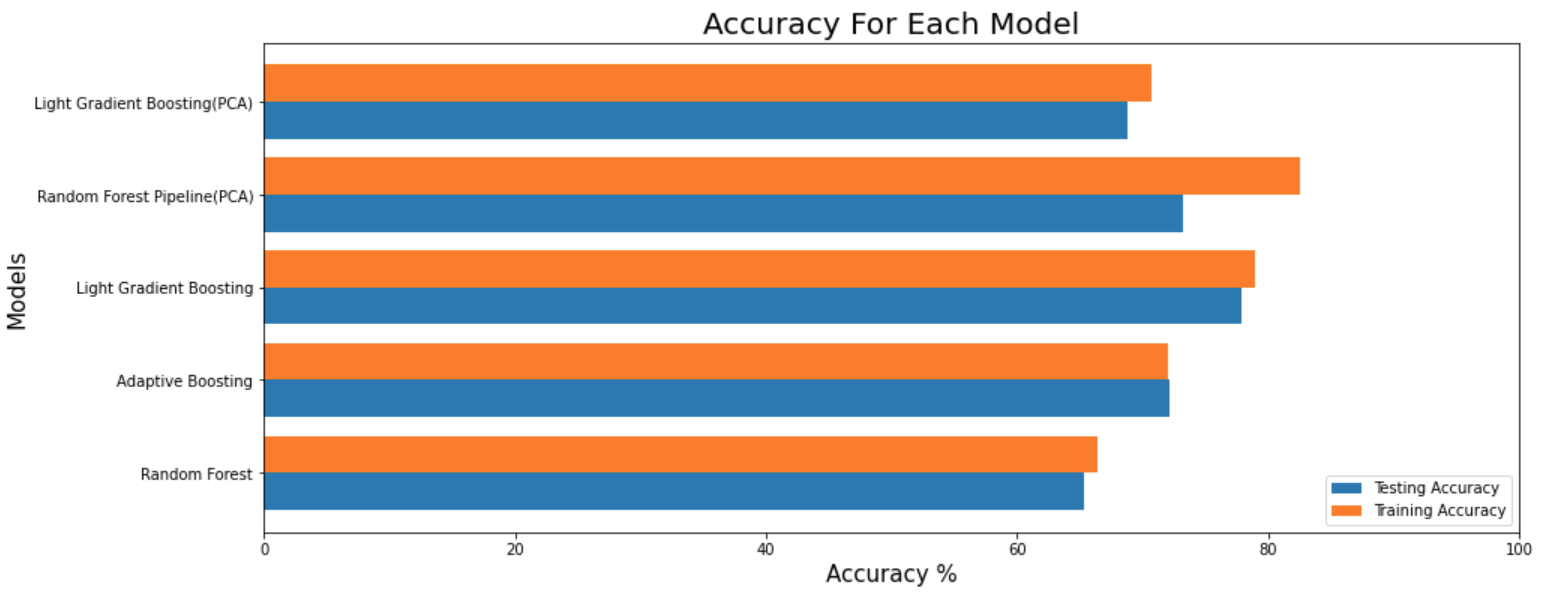 Accuracy For Each Model
Models
Light Gradient Boosting(PCA)
Random Forest Pipeline(PCA)
Light Gradient Boosting
Adaptive Boosting
Random Forest
Testing Accuracy
Training Accuracy
0 20 40 60 80 100
Accuracy %